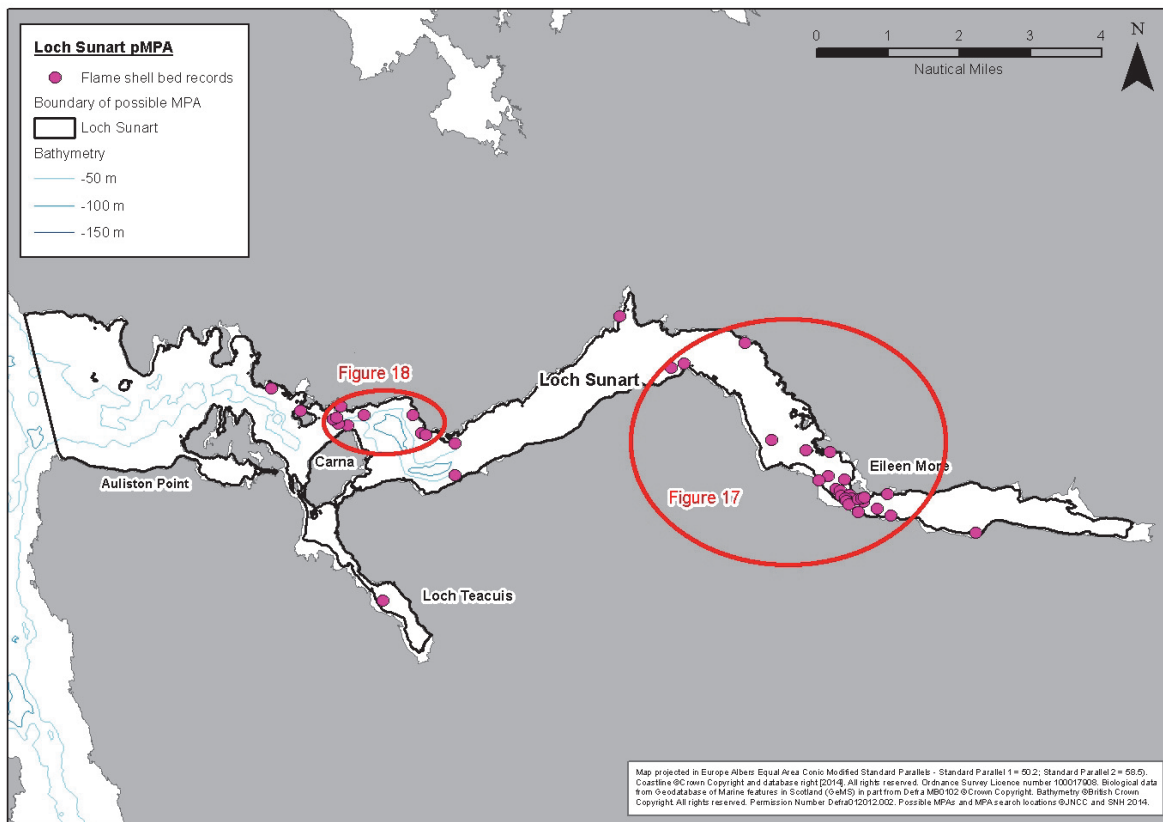 Loch Sunart pMPA
Flame shell bed records
Boundary of possible MPA
Loch Sunart
Bathymetry
-50 m
-100 m
-150 m
0 1 2 3 4
Nautical Miles
N
Figure 18
Loch Sunart
Carna
Auliston Point
Eileen More
Figure 17
Loch Teacuis
Map projected in Europe Albers Equal Area Conic Modified Standard Parallels - Standard Parallel 1 = 50.2; Standard Parallel 2 = 58.5).
Coastline ©Crown Copyright and database right [2014]. All rights reserved. Ordnance Survey Licence number 100017908. Biological data
from Geodatabase of Marine features in Scotland (GeMS) in part from Defra MB0102 ©Crown Copyright. Bathymetry ©British Crown
Copyright. All rights reserved. Permission Number Defra012012.002. Possible MPAs and MPA search locations ©JNCC and SNH 2014.